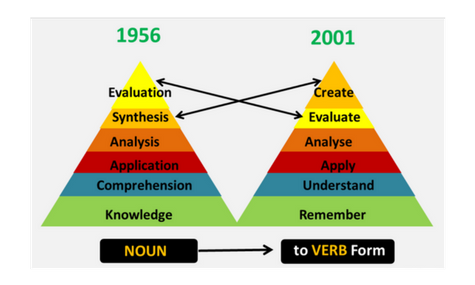 1956
2001
Evaluation
Create
Synthesis
Evaluate
Analysis
Analyse
Application
Apply
Comprehension
Understand
Knowledge
Remember
NOUN
to VERB Form